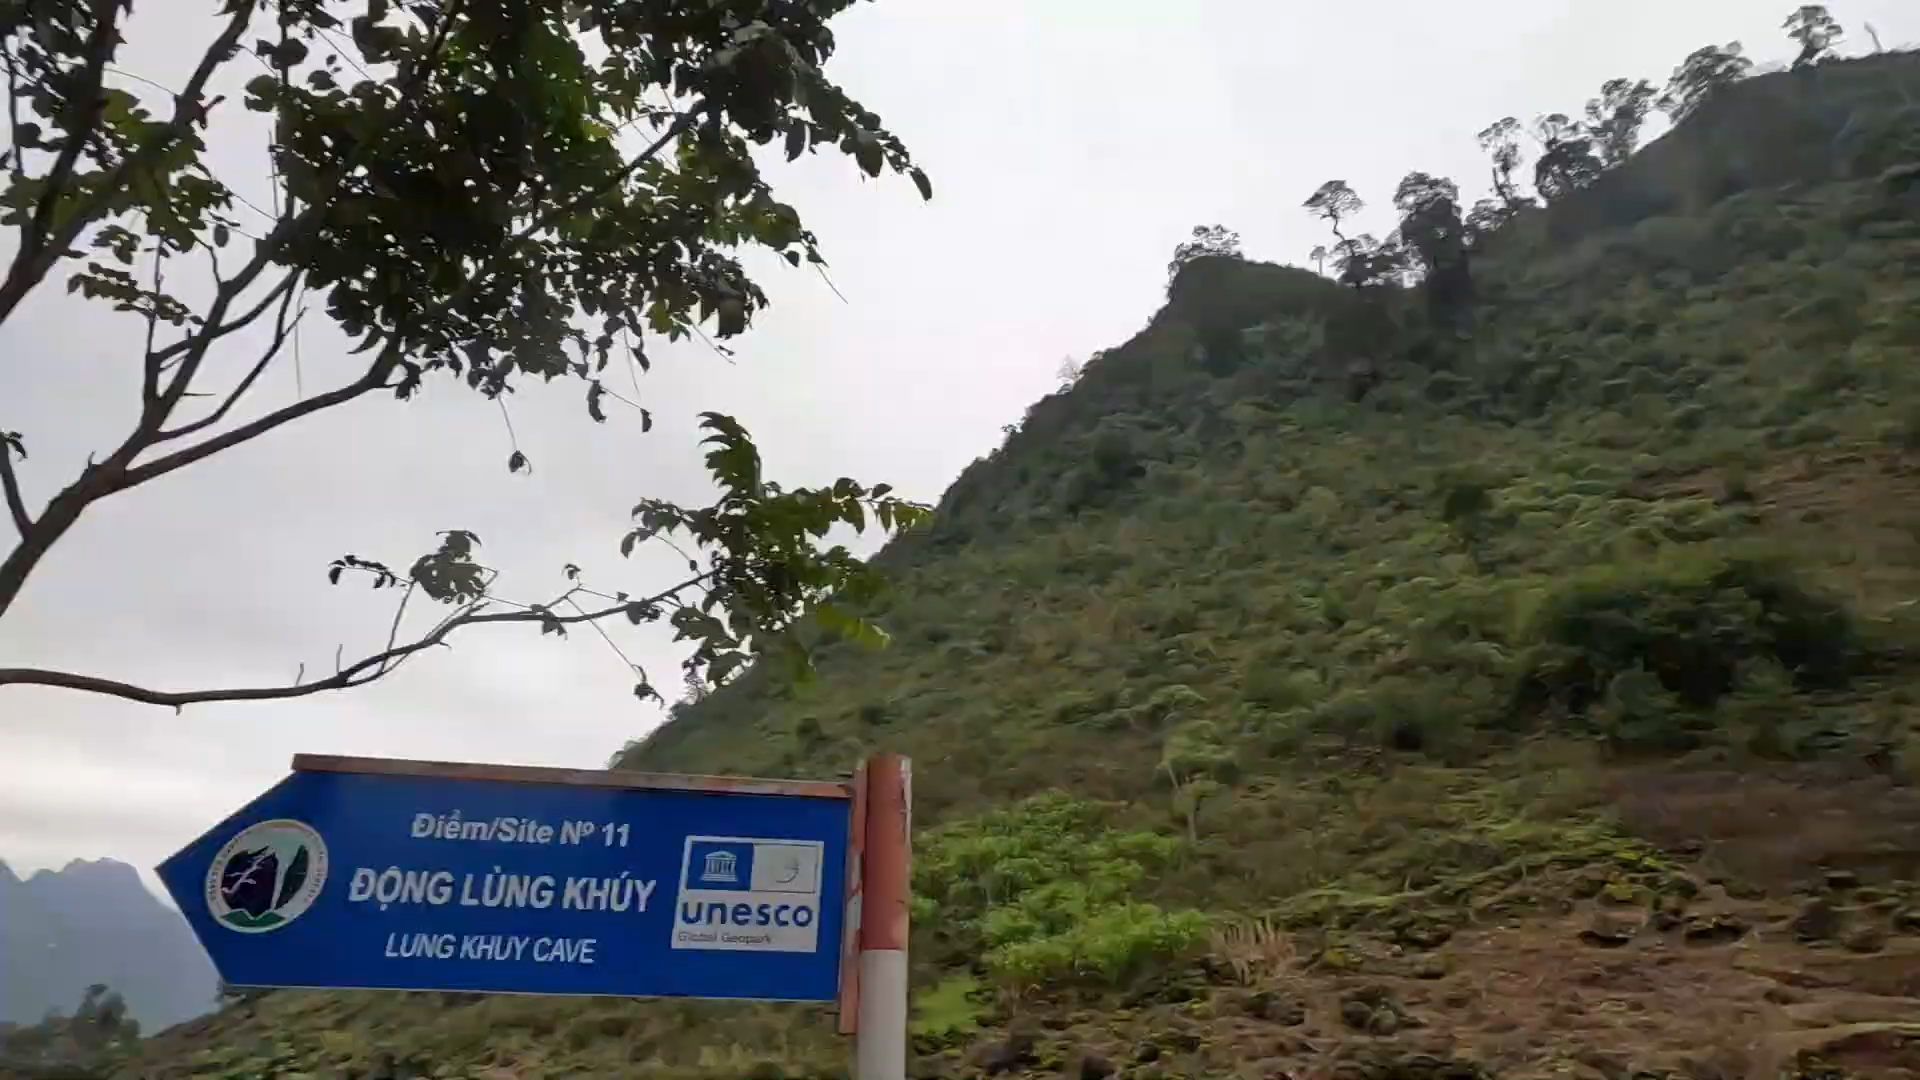 Điểm/Site Nº 11
ĐỘNG LÙNG KHÚY
LUNG KHUY CAVE
unesco
Global Geopark